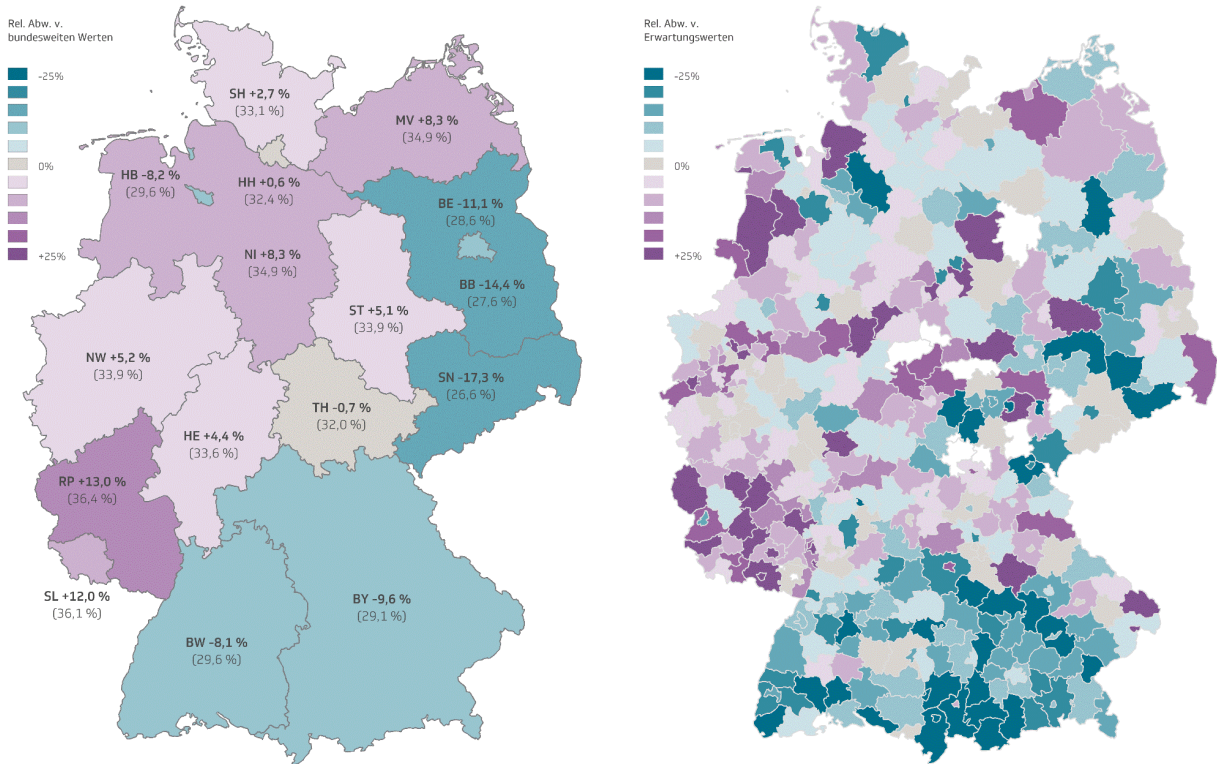 Rel. Abw. v.
bundesweiten Werten
-25%
0%
+25%
SH +2,7 %
(33,1 %)
MV +8,3 %
(34,9 %)
HB -8,2 %
(29,6 %)
HH +0,6 %
(32,4 %)
BE -11,1 %
(28,6 %)
NI +8,3 %
(34,9 %)
BB -14,4 %
(27,6 %)
ST +5,1 %
(33,9 %)
NW +5,2 %
(33,9 %)
SN -17,3 %
(26,6 %)
TH -0,7 %
(32,0 %)
HE +4,4 %
(33,6 %)
RP +13,0 %
(36,4 %)
SL +12,0 %
(36,1 %)
BY -9,6 %
(29,1 %)
BW -8,1 %
(29,6 %)
Rel. Abw. v.
Erwartungswerten
-25%
0%
+25%